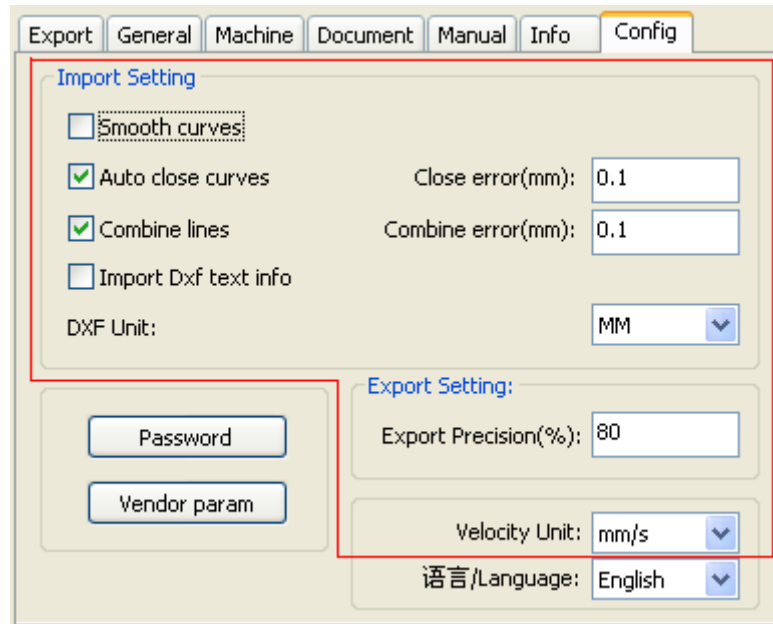 Export General Machine Document Manual Info Config
Import Setting
Smooth curves
Auto close curves Close error(mm): 0.1
Combine lines Combine error(mm): 0.1
Import Dxf text info
DXF Unit: MM
Export Setting:
Password Export Precision(%): 80
Vendor param
Velocity Unit: mm/s
语言/Language: English